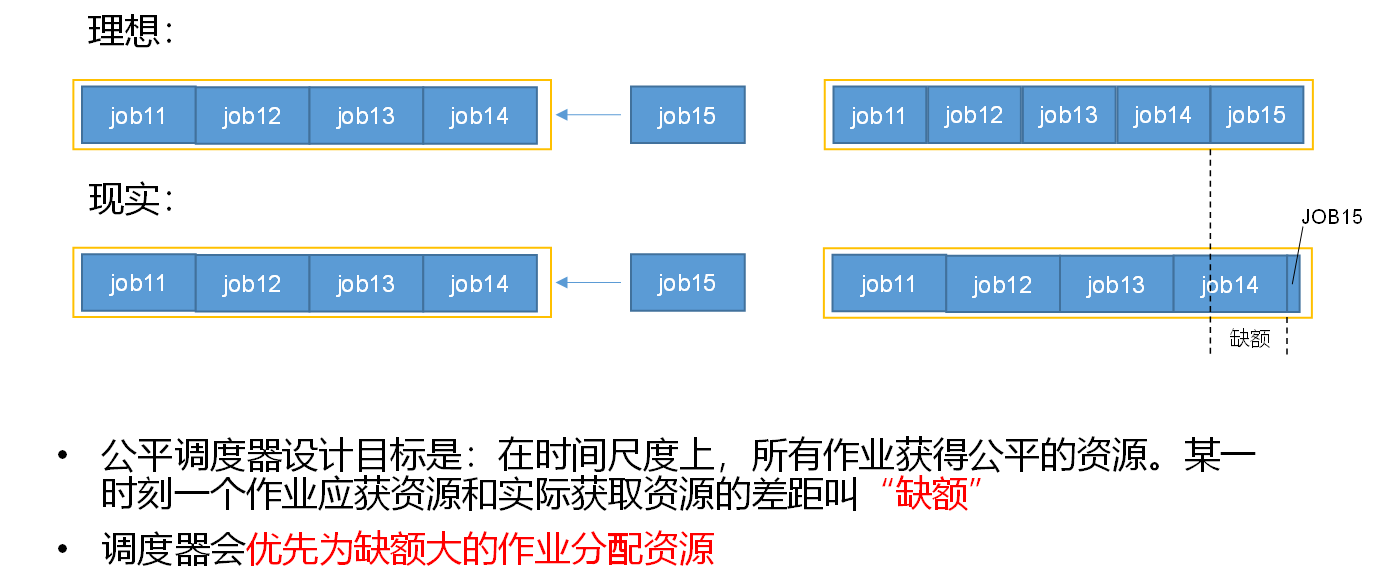 理想：
job11 job12 job13 job14 job15 job11 job12 job13 job14 job15
现实：
JOB15
job11 job12 job13 job14 job15 job11 job12 job13 job14
缺额
• 公平调度器设计目标是：在时间尺度上，所有作业获得公平的资源。某一
时刻一个作业应获资源和实际获取资源的差距叫“缺额”
• 调度器会优先为缺额大的作业分配资源